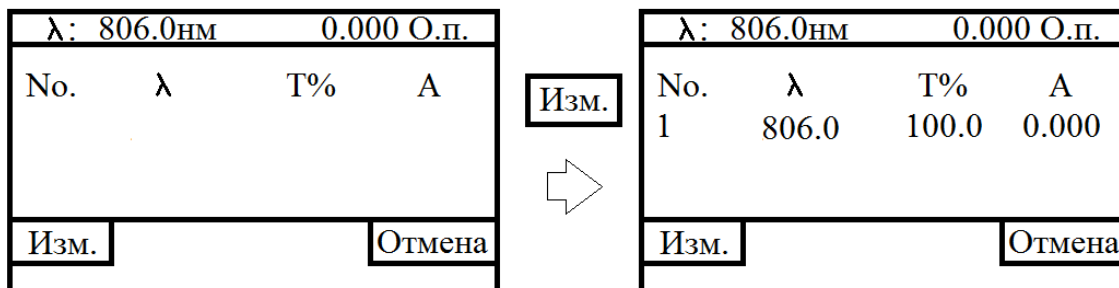 λ: 806.0нм 0.000 О.п.
No. λ T% A
Изм. Отмена
Изм.
λ: 806.0нм 0.000 О.п.
No. λ T% A
1 806.0 100.0 0.000
Изм. Отмена